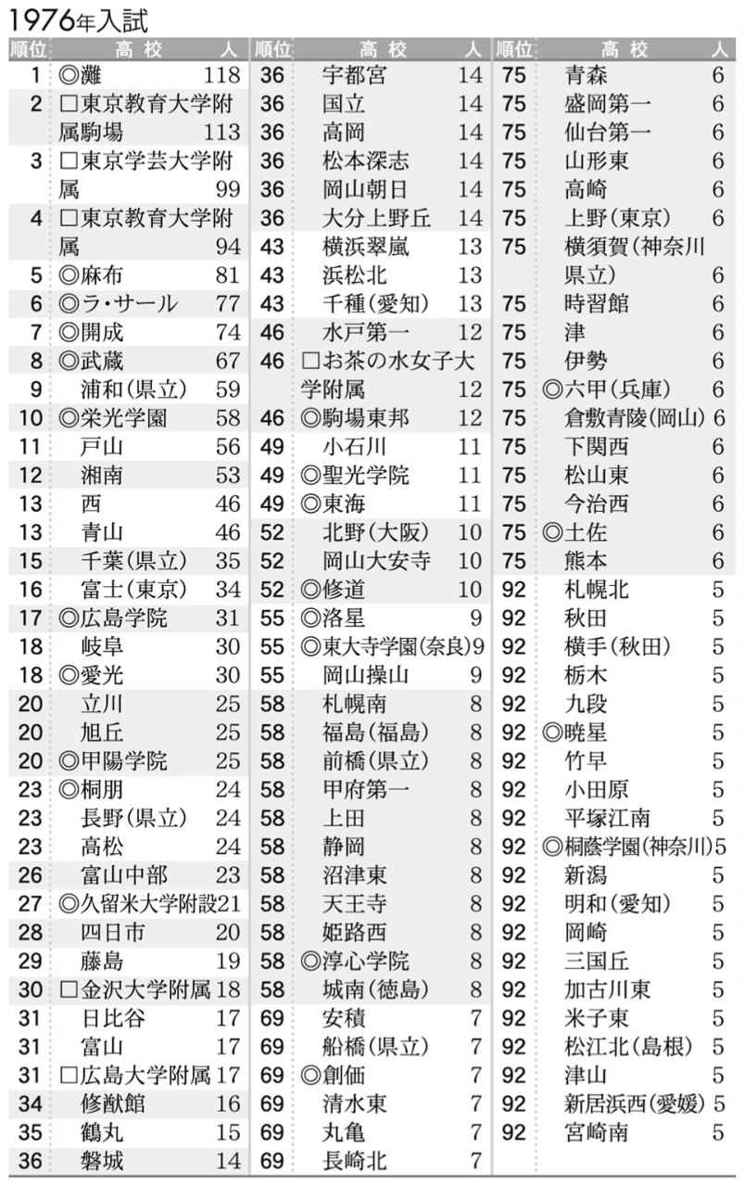 1976年入試
順位 高校 人
1 ◎灘 118
2 □東京教育大学附
属駒場 113
3 □東京学芸大学附
属 99
4 □東京教育大学附
属 94
5 ◎麻布 81
6 ◎ラ・サール 77
7 ◎開成 74
8 ◎武蔵 67
9 浦和(県立) 59
10 ◎栄光学園 58
11 戸山 56
12 湘南 53
13 西 46
13 青山 46
15 千葉(県立) 35
16 富士(東京) 34
17 ◎広島学院 31
18 岐阜 30
18 ◎愛光 30
20 立川 25
20 旭丘 25
20 ◎甲陽学院 25
23 ◎桐朋 24
23 長野(県立) 24
23 高松 24
26 富山中部 23
27 ◎久留米大学附設21
28 四日市 20
29 藤島 19
30 □金沢大学附属 18
31 日比谷 17
31 富山 17
31 □広島大学附属 17
34 修猷館 16
35 鶴丸 15
36 磐城 14
順位 高校 人
36 宇都宮 14
36 国立 14
36 高岡 14
36 松本深志 14
36 岡山朝日 14
36 大分上野丘 14
43 横浜翠嵐 13
43 浜松北 13
43 千種(愛知) 13
46 水戸第一 12
46 □お茶の水女子大
学附属 12
46 ◎駒場東邦 12
49 小石川 11
49 ◎聖光学院 11
49 ◎東海 11
52 北野(大阪) 10
52 岡山大安寺 10
52 ◎修道 10
55 ◎洛星 9
55 ◎東大寺学園(奈良)9
55 岡山操山 9
58 札幌南 8
58 福島(福島) 8
58 前橋(県立) 8
58 甲府第一 8
58 上田 8
58 静岡 8
58 沼津東 8
58 天王寺 8
58 姫路西 8
58 ◎淳心学院 8
58 城南(徳島) 8
69 安積 7
69 船橋(県立) 7
69 ◎創価 7
69 清水東 7
69 丸亀 7
69 長崎北 7
順位 高校 人
75 青森 6
75 盛岡第一 6
75 仙台第一 6
75 山形東 6
75 高崎 6
75 上野(東京) 6
75 横須賀(神奈川
県立) 6
75 時習館 6
75 津 6
75 伊勢 6
75 ◎六甲(兵庫) 6
75 倉敷青陵(岡山) 6
75 下関西 6
75 松山東 6
75 今治西 6
75 ◎土佐 6
75 熊本 6
92 札幌北 5
92 秋田 5
92 横手(秋田) 5
92 栃木 5
92 九段 5
92 ◎暁星 5
92 竹早 5
92 小田原 5
92 平塚江南 5
92 ◎桐蔭学園(神奈川)5
92 新潟 5
92 明和(愛知) 5
92 岡崎 5
92 三国丘 5
92 加古川東 5
92 米子東 5
92 松江北(島根) 5
92 津山 5
92 新居浜西(愛媛) 5
92 宮崎南 5